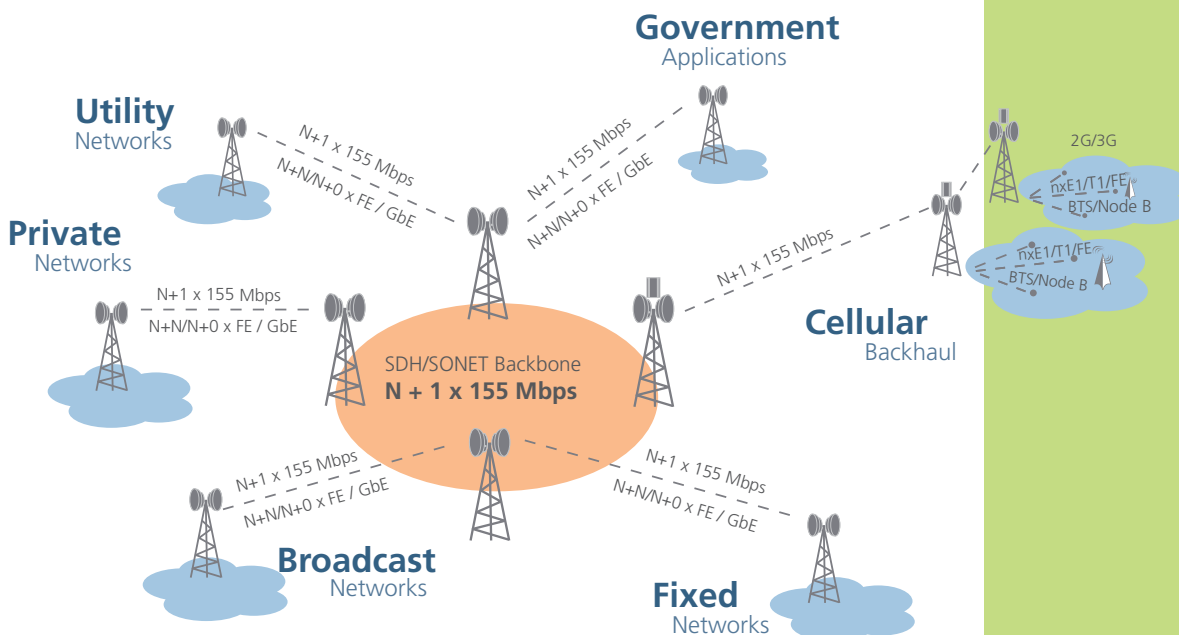 Government
Applications
Utility
Networks
N+1 x 155 Mbps
N+N/N+0 x FE / GbE
N+1 x 155 Mbps
N+N/N+0 x FE / GbE
2G/3G
nxE1/T1/FE
BTS/Node B
Private
Networks
N+1 x 155 Mbps
N+N/N+0 x FE / GbE
N+1 x 155 Mbps
nxE1/T1/FE
BTS/Node B
Cellular
Backhaul
SDH/SONET Backbone
N + 1 x 155 Mbps
N+1 x 155 Mbps
N+N/N+0 x FE / GbE
N+1 x 155 Mbps
N+N/N+0 x FE / GbE
Broadcast
Networks
Fixed
Networks